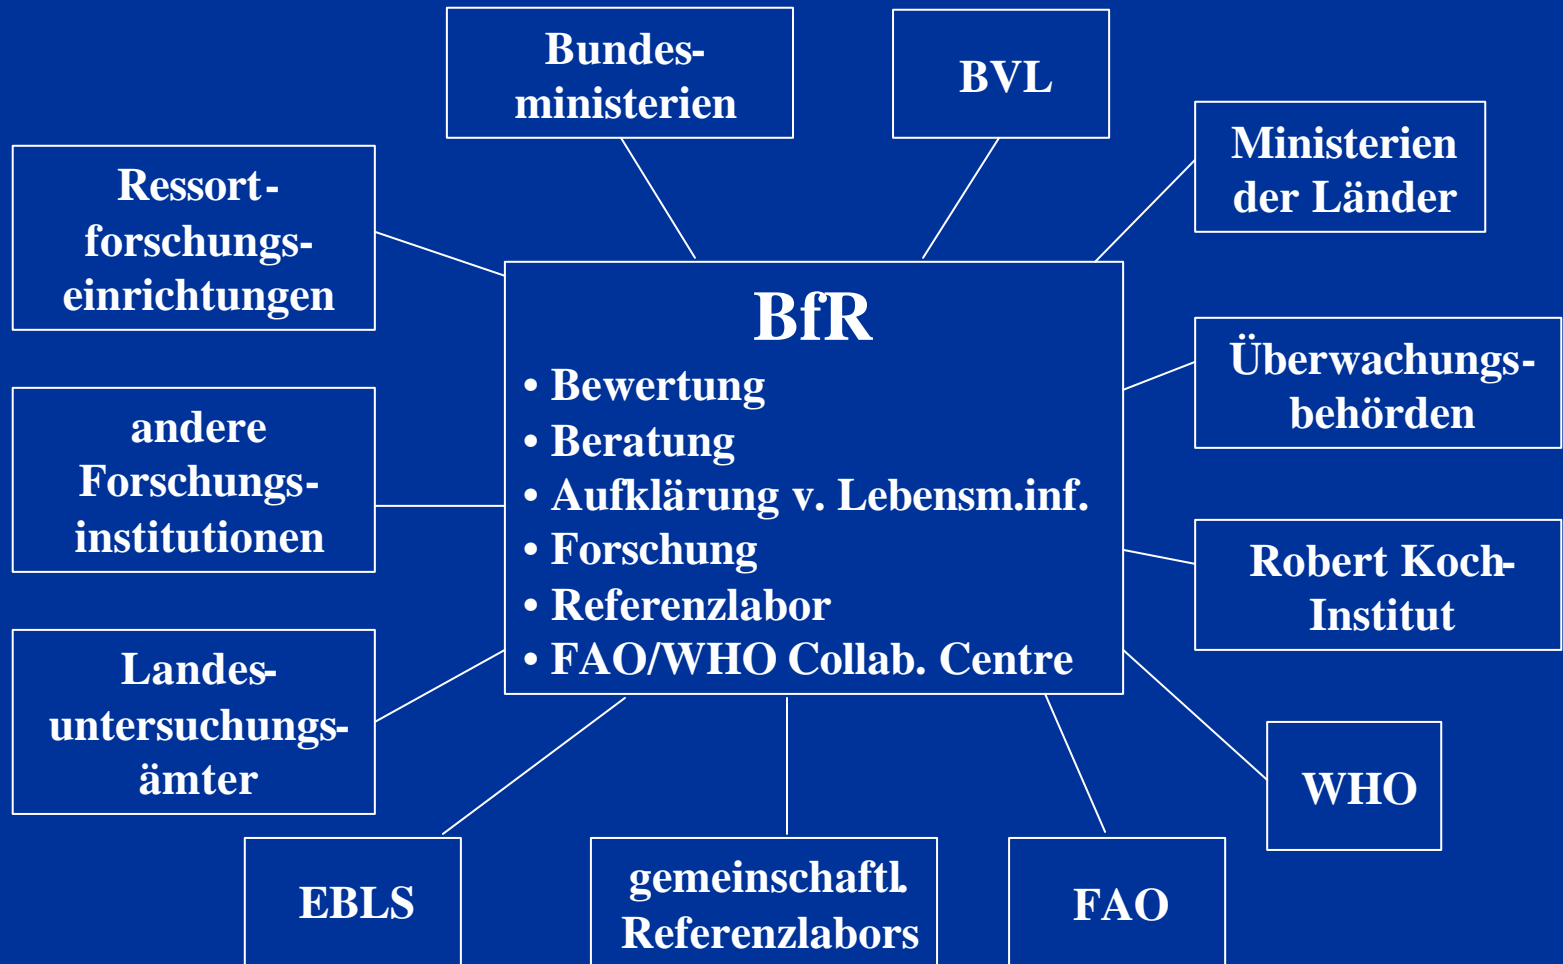 Bundes-
ministerien
BVL
Ministerien
der Länder
Ressort-
forschungs-
einrichtungen
BfR
• Bewertung
• Beratung
• Aufklärung v. Lebensm.inf.
• Forschung
• Referenzlabor
• FAO/WHO Collab. Centre
Überwachungs-
behörden
andere
Forschungs-
institutionen
Robert Koch-
Institut
Landes-
untersuchungs-
ämter
WHO
EBLS
gemeinschaftl.
Referenzlabors
FAO